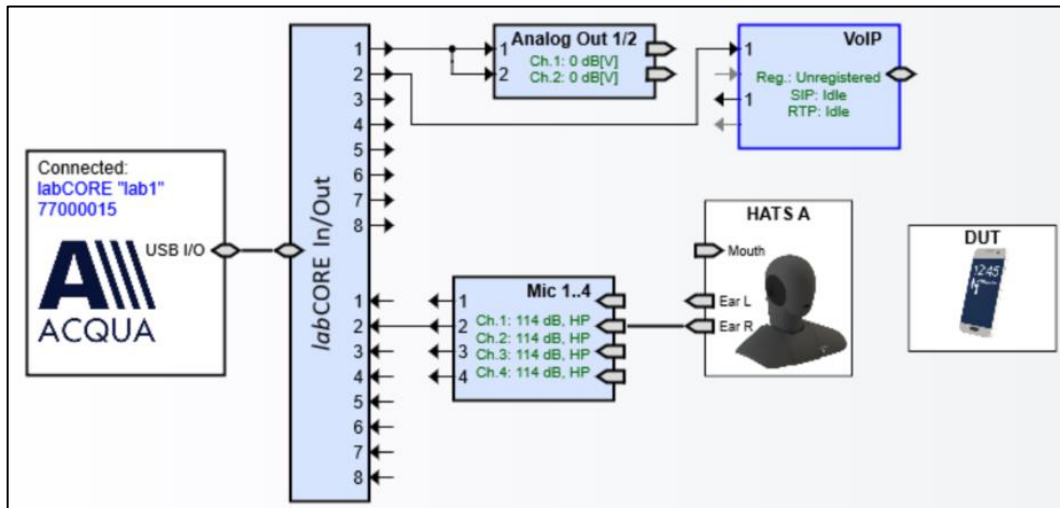 Connected:
labCORE "lab1"
77000015
USB I/O
ACQUA
labCORE In/Out
1
2
3
4
5
6
7
8
1
2
3
4
5
6
7
8
Analog Out 1/2
1
2
Ch.1: 0 dB[V]
Ch.2: 0 dB[V]
VoIP
1
Reg.: Unregistered
SIP: Idle
1
RTP: Idle
Mic 1..4
1
2
3
4
Ch.1: 114 dB, HP
Ch.2: 114 dB, HP
Ch.3: 114 dB, HP
Ch.4: 114 dB, HP
HATS A
Mouth
Ear L
Ear R
DUT
12:45